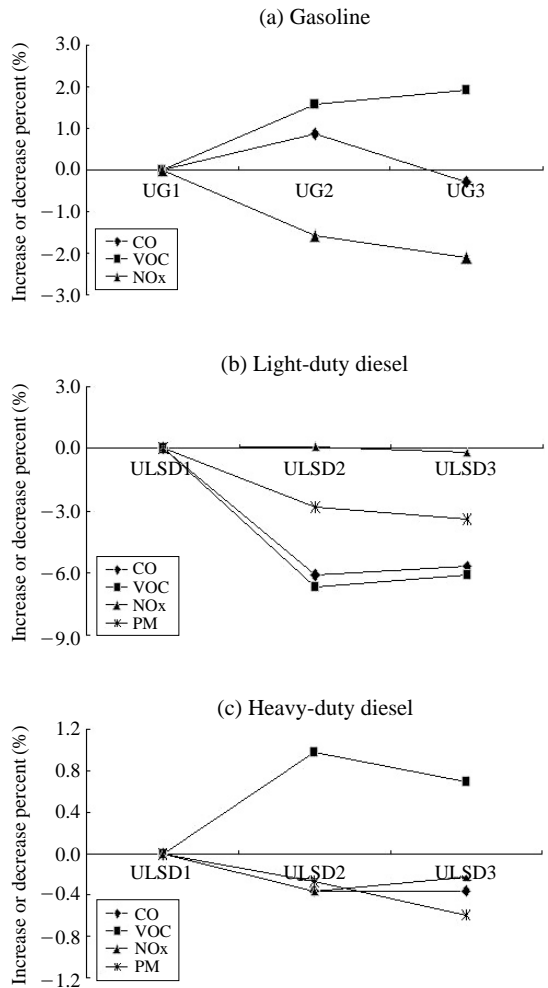 (a) Gasoline
Increase or decrease percent (%)
3.0
2.0
1.0
0.0
−1.0
−2.0
−3.0
UG1
UG2
UG3
CO
VOC
NOx
(b) Light-duty diesel
Increase or decrease percent (%)
3.0
0.0
−3.0
−6.0
−9.0
ULSD1
ULSD2
ULSD3
CO
VOC
NOx
PM
(c) Heavy-duty diesel
Increase or decrease percent (%)
1.2
0.8
0.4
0.0
−0.4
−0.8
−1.2
ULSD1
ULSD2
ULSD3
CO
VOC
NOx
PM